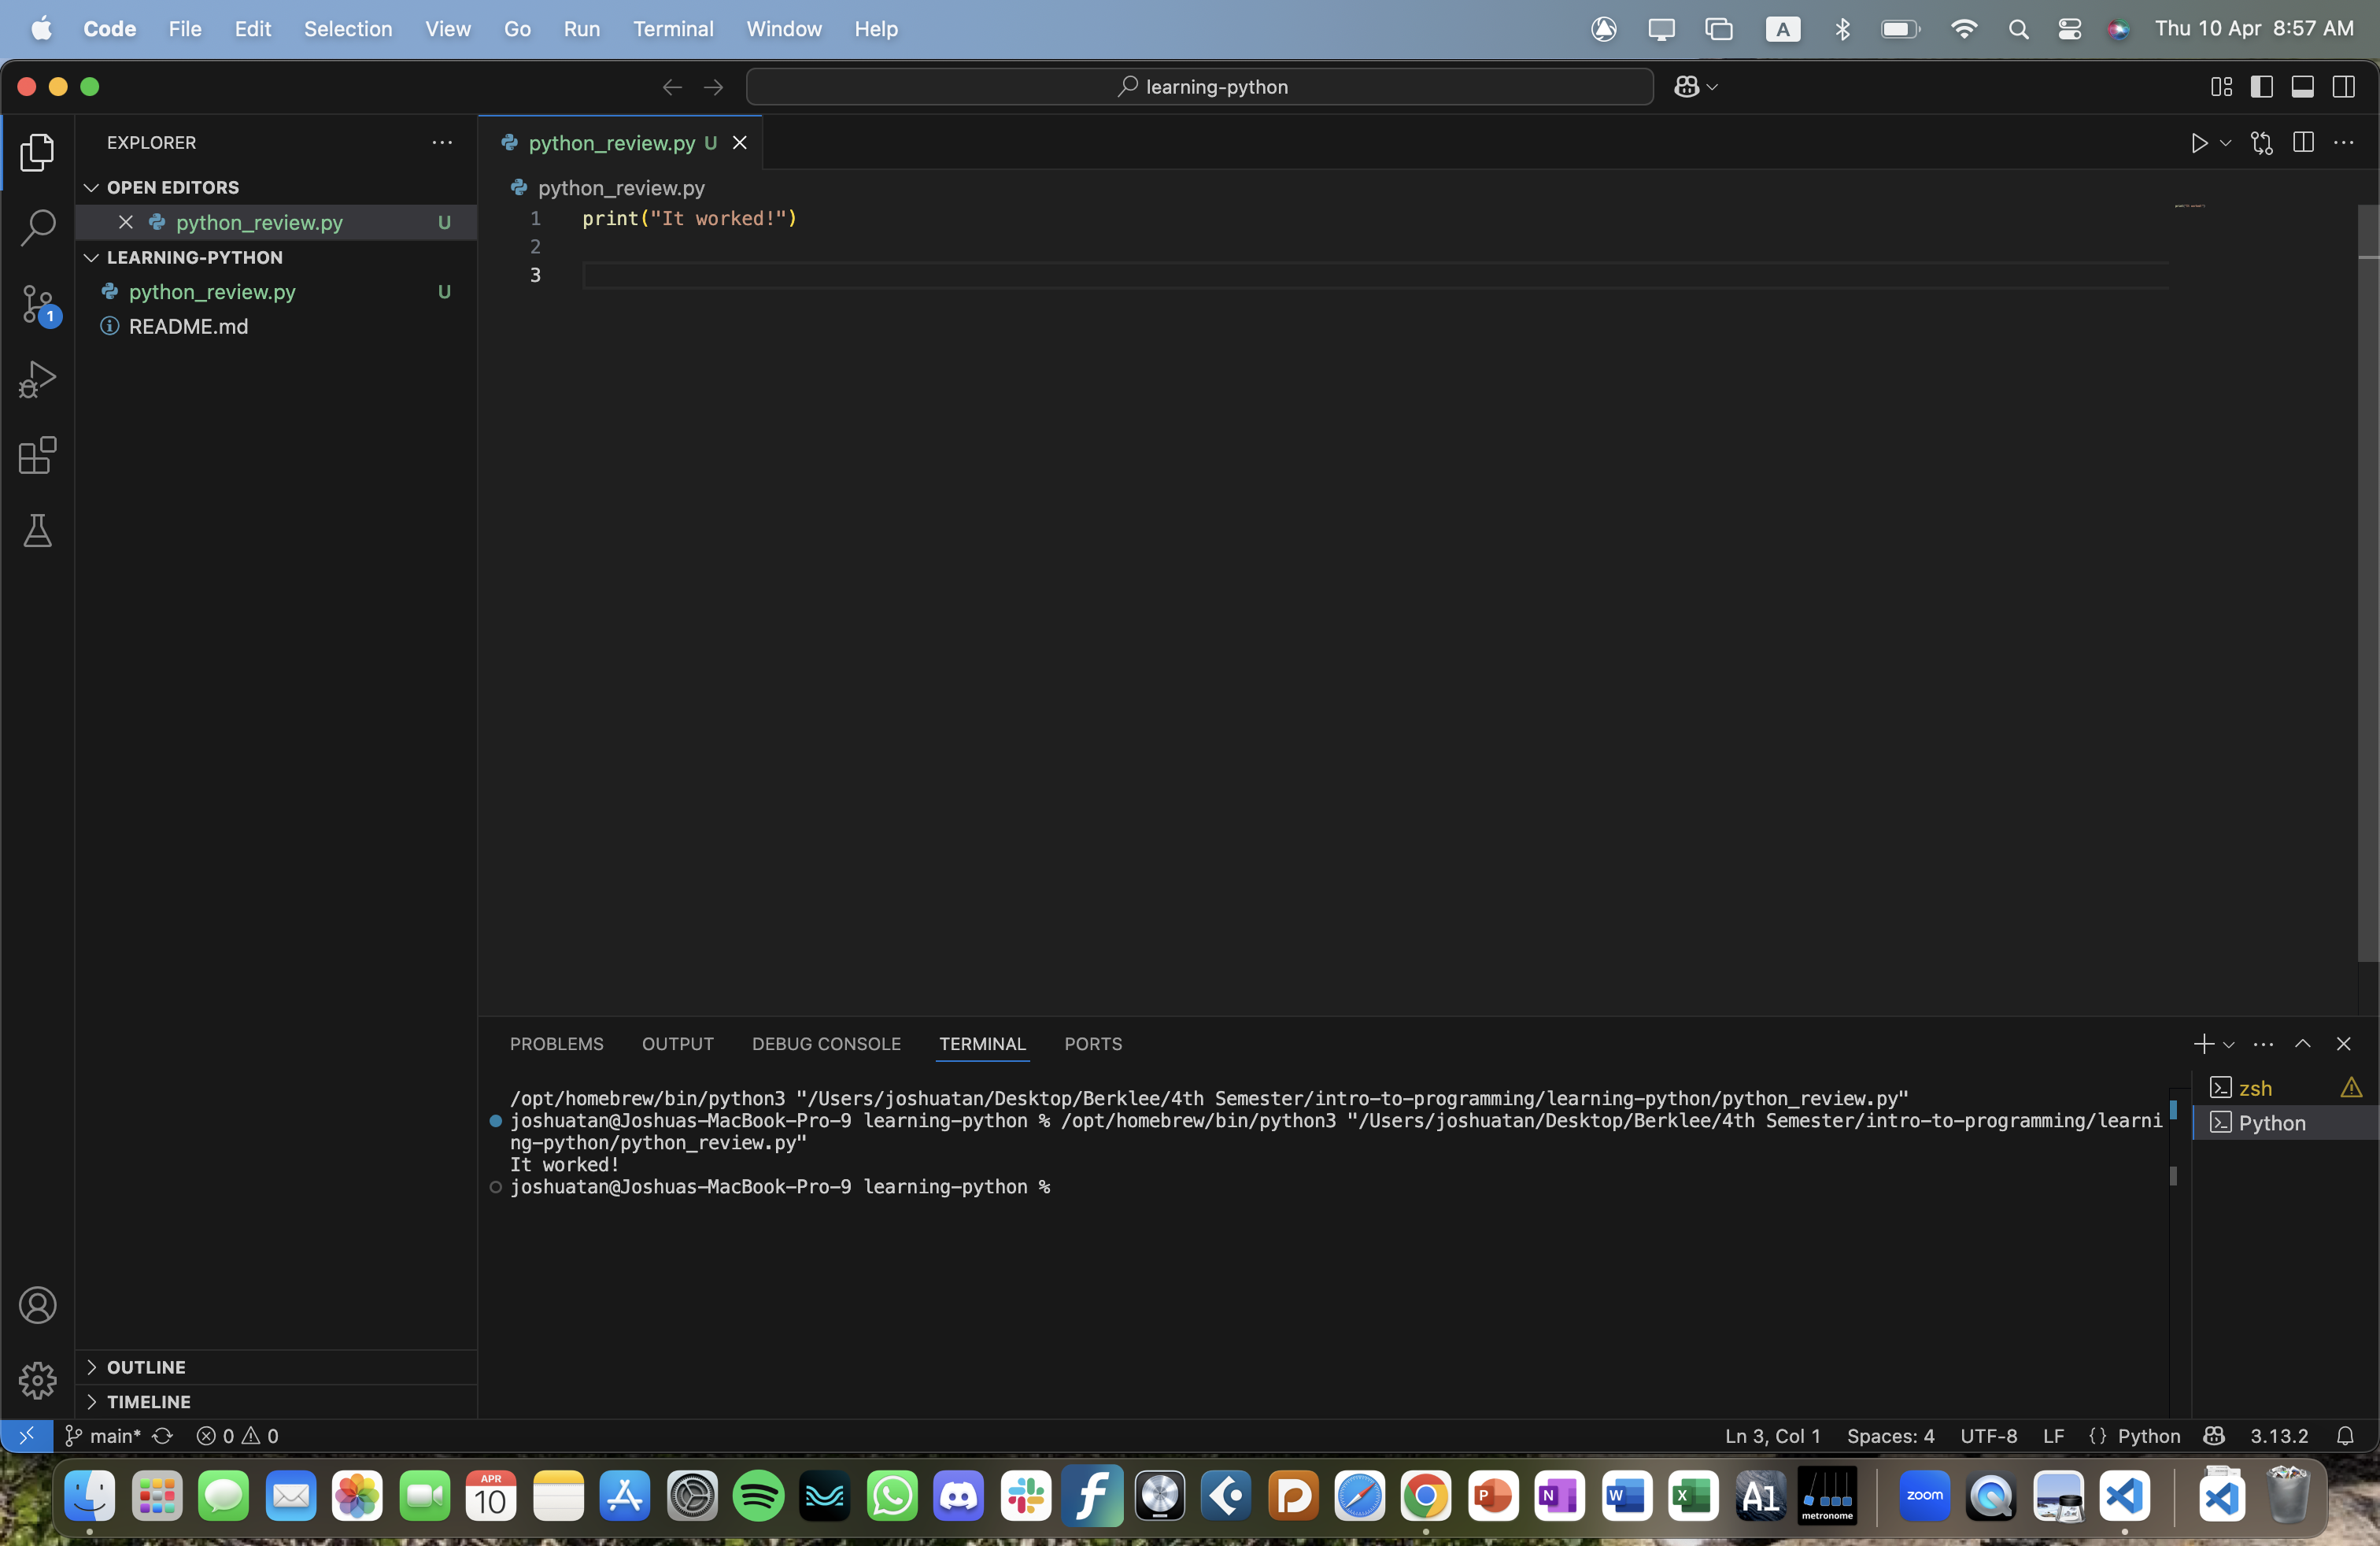 Code File Edit Selection View Go Run Terminal Window Help A Thu 10 Apr 8:57 AM
learning-python
EXPLORER
OPEN EDITORS
python_review.py U
LEARNING-PYTHON
python_review.py U
README.md
1
python_review.py U
python_review.py
1 print("It worked!")
2
3
PROBLEMS OUTPUT DEBUG CONSOLE TERMINAL PORTS
/opt/homebrew/bin/python3 "/Users/joshuatan/Desktop/Berklee/4th Semester/intro-to-programming/learning-python/python_review.py"
joshuatan@Joshuas-MacBook-Pro-9 learning-python % /opt/homebrew/bin/python3 "/Users/joshuatan/Desktop/Berklee/4th Semester/intro-to-programming/learni
ng-python/python_review.py"
It worked!
joshuatan@Joshuas-MacBook-Pro-9 learning-python %
zsh
Python
OUTLINE
TIMELINE
main* 0 0 Ln 3, Col 1 Spaces: 4 UTF-8 LF {} Python 3.13.2
APR
10
P N W X A1 metronome zoom